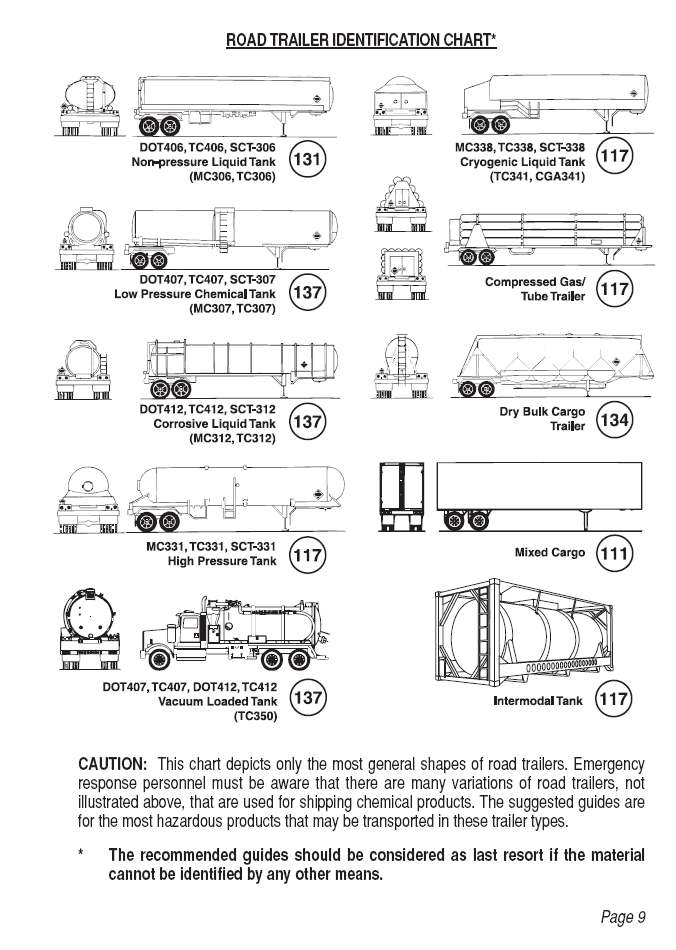 ROAD TRAILER IDENTIFICATION CHART*
DOT406, TC406, SCT-306
Non-pressure Liquid Tank
(MC306, TC306)
131
MC338, TC338, SCT-338
Cryogenic Liquid Tank
(TC341, CGA341)
117
DOT407, TC407, SCT-307
Low Pressure Chemical Tank
(MC307, TC307)
137
Compressed Gas/
Tube Trailer
117
DOT412, TC412, SCT-312
Corrosive Liquid Tank
(MC312, TC312)
137
Dry Bulk Cargo
Trailer
134
MC331, TC331, SCT-331
High Pressure Tank
117
Mixed Cargo
111
DOT407, TC407, DOT412, TC412
Vacuum Loaded Tank
(TC350)
137
Intermodal Tank
117
CAUTION: This chart depicts only the most general shapes of road trailers. Emergency
response personnel must be aware that there are many variations of road trailers, not
illustrated above, that are used for shipping chemical products. The suggested guides are
for the most hazardous products that may be transported in these trailer types.
* The recommended guides should be considered as last resort if the material
cannot be identified by any other means.
Page 9